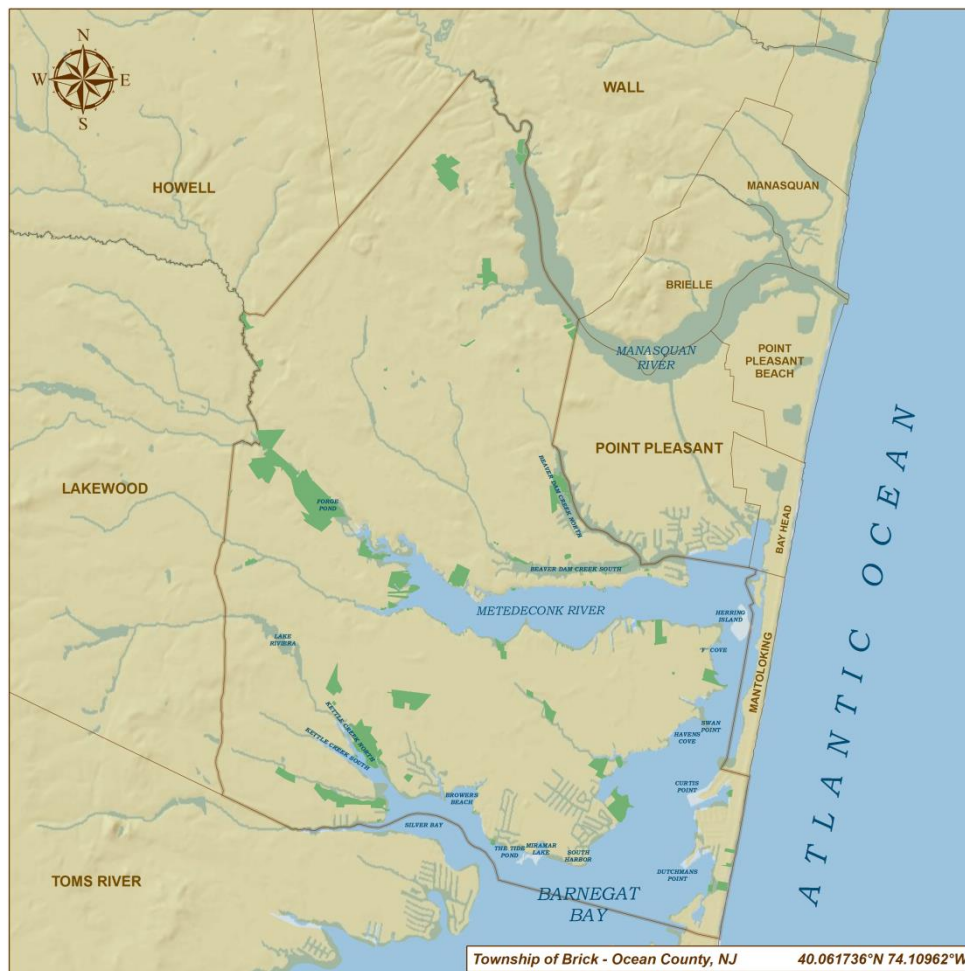 N
W E
S
WALL
HOWELL
MANASQUAN
BRIELLE
MANASQUAN
RIVER
POINT
PLEASANT
BEACH
POINT PLEASANT
LAKEWOOD
FORGE
POND
BEAVER DAM CREEK NORTH
BAY HEAD
BEAVER DAM CREEK SOUTH
METEDECONK RIVER
HERRING
ISLAND
LAKE
RIVIERA
'F' COVE
MANTOLOKING
ATLANTIC OCEAN
KETTLE CREEK NORTH
KETTLE CREEK SOUTH
SWAN
POINT
HAVENS
COVE
CURTIS
POINT
BROWERS
BEACH
SILVER BAY
THE TIDE
POND
MIRAMAR
LAKE
SOUTH
HARBOR
DUTCHMANS
POINT
TOMS RIVER
BARNEGAT
BAY
Township of Brick - Ocean County, NJ 40.061736°N 74.10962°W